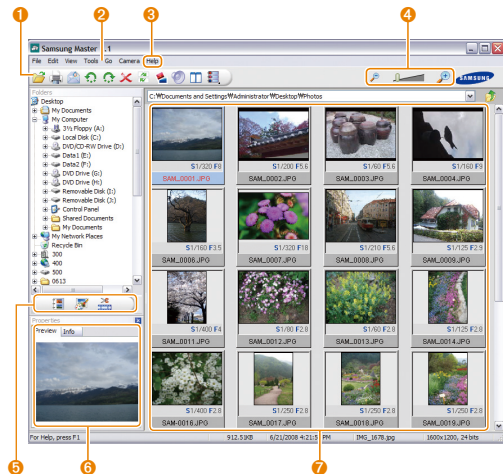 1 2 3 4
Samsung Master .1
File Edit View Tools Go Camera Help
SAMSUNG
Folders
C:₩Documents and Settings₩Administrator₩Desktop₩Photos
Desktop
My Documents
My Computer
3½ Floppy (A:)
Local Disk (C:)
DVD/CD-RW Drive (D:)
Data1 (E:)
Data2 (F:)
DVD Drive (G:)
DVD Drive (H:)
Removable Disk (I:)
Removable Disk (J:)
Control Panel
Shared Documents
My Documents
My Network Places
Recycle Bin
300
400
500
0613
S1/320 F8 S1/200 F5.6 S1/60 F5.6 S1/160 F9
SAM_0001.JPG SAM_0002.JPG SAM_0003.JPG SAM_0004.JPG
S1/160 F3.5 S1/320 F18 S1/210 F5.6 S1/125 F2.9
SAM_0006.JPG SAM_0007.JPG SAM_0008.JPG SAM_0009.JPG
S1/400 F4 S1/80 F2.8 S1/60 F2.8 S1/125 F2.8
SAM_0011.JPG SAM_0012.JPG SAM_0013.JPG SAM_0014.JPG
S1/400 F2.8 S1/250 F2.8 S1/250 F2.8 S1/250 F2.8
SAM-0016.JPG SAM_0017.JPG SAM_0018.JPG SAM_0019.JPG
Properties
Preview Info
For Help, press F1 912.51KB 6/21/2008 4:21:5 PM IMG_1678.jpg 1600x1200, 24 bits
5 6 7